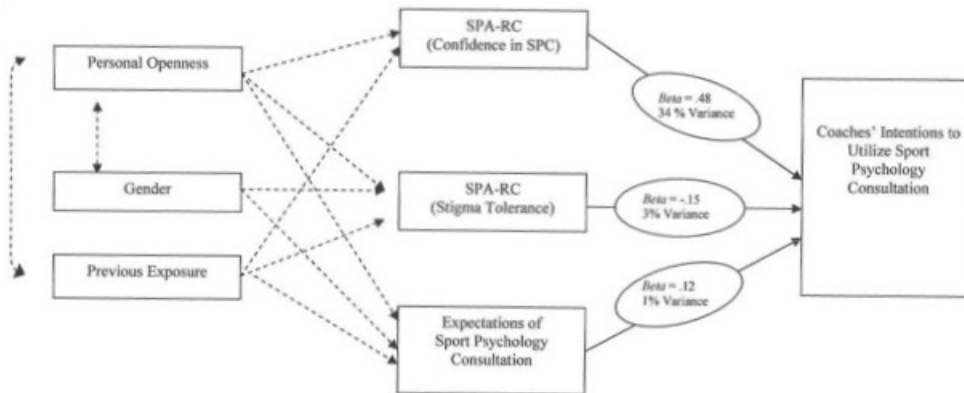 SPA-RC
(Confidence in SPC)
Personal Openness
Beta = .48
34 % Variance
Coaches' Intentions to
Utilize Sport
Psychology
Consultation
Gender
SPA-RC
(Stigma Tolerance)
Beta = -.15
3% Variance
Previous Exposure
Beta = .12
1% Variance
Expectations of
Sport Psychology
Consultation